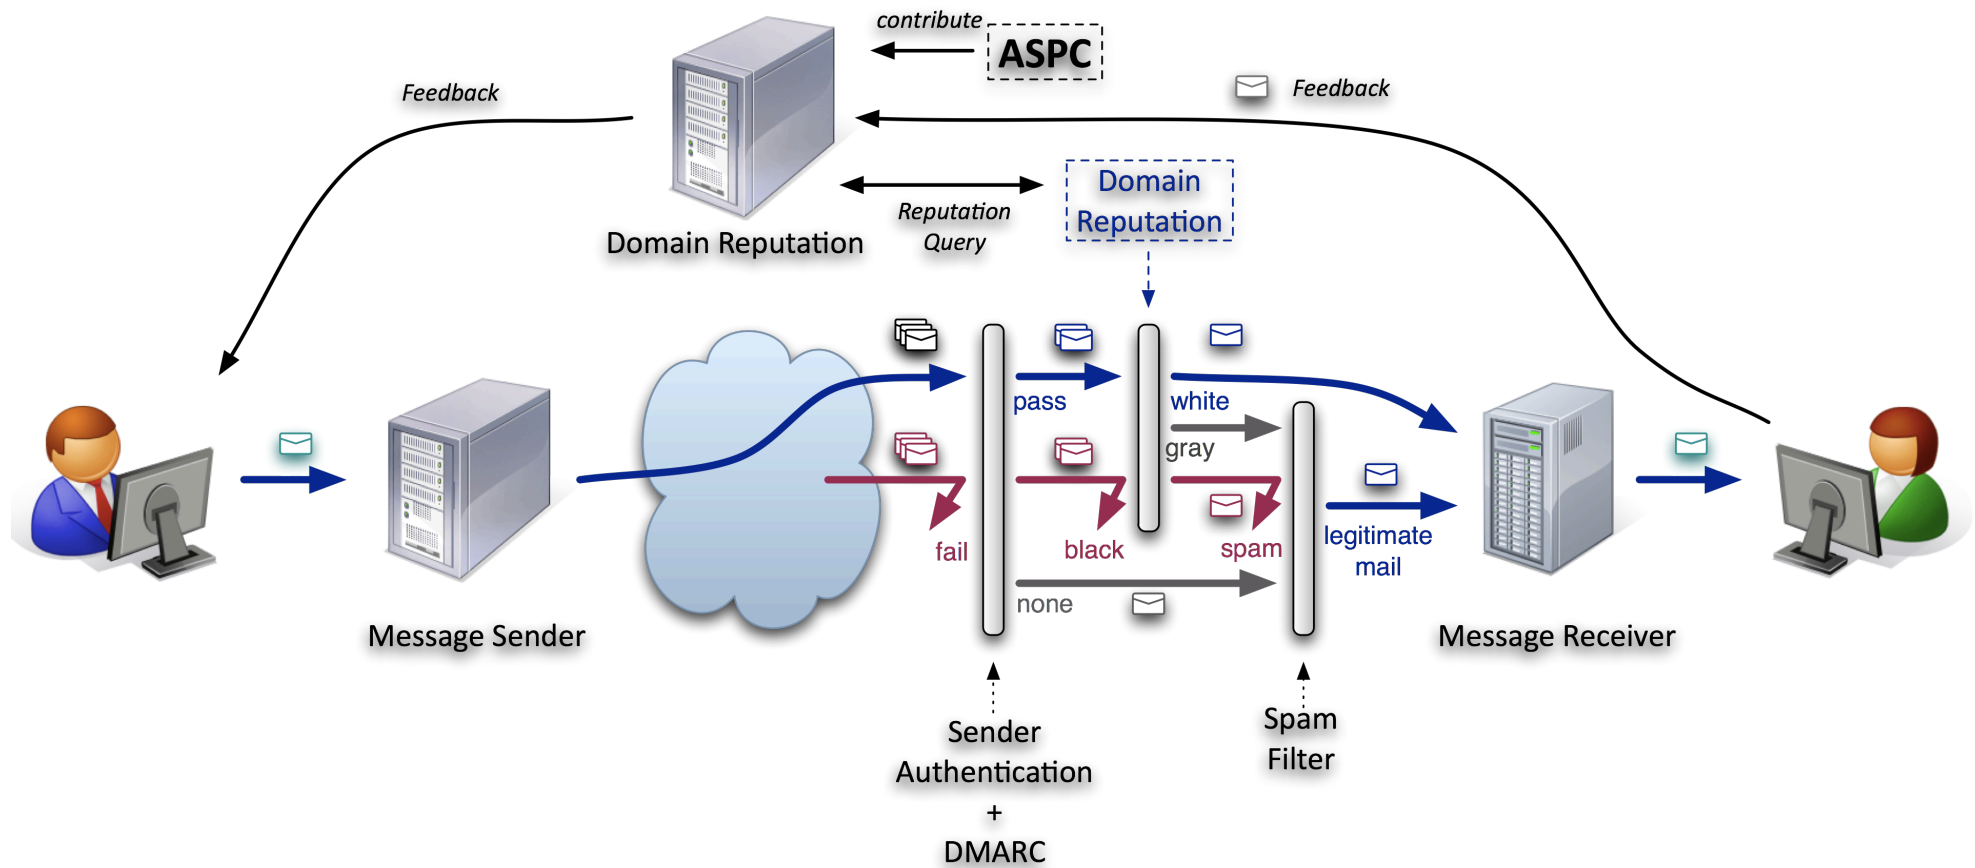 contribute
ASPC
Feedback
Feedback
Domain
Reputation
Reputation
Query
Domain Reputation
pass
white
gray
fail
black
spam
legitimate
mail
none
Message Sender
Message Receiver
Sender
Authentication
+
DMARC
Spam
Filter